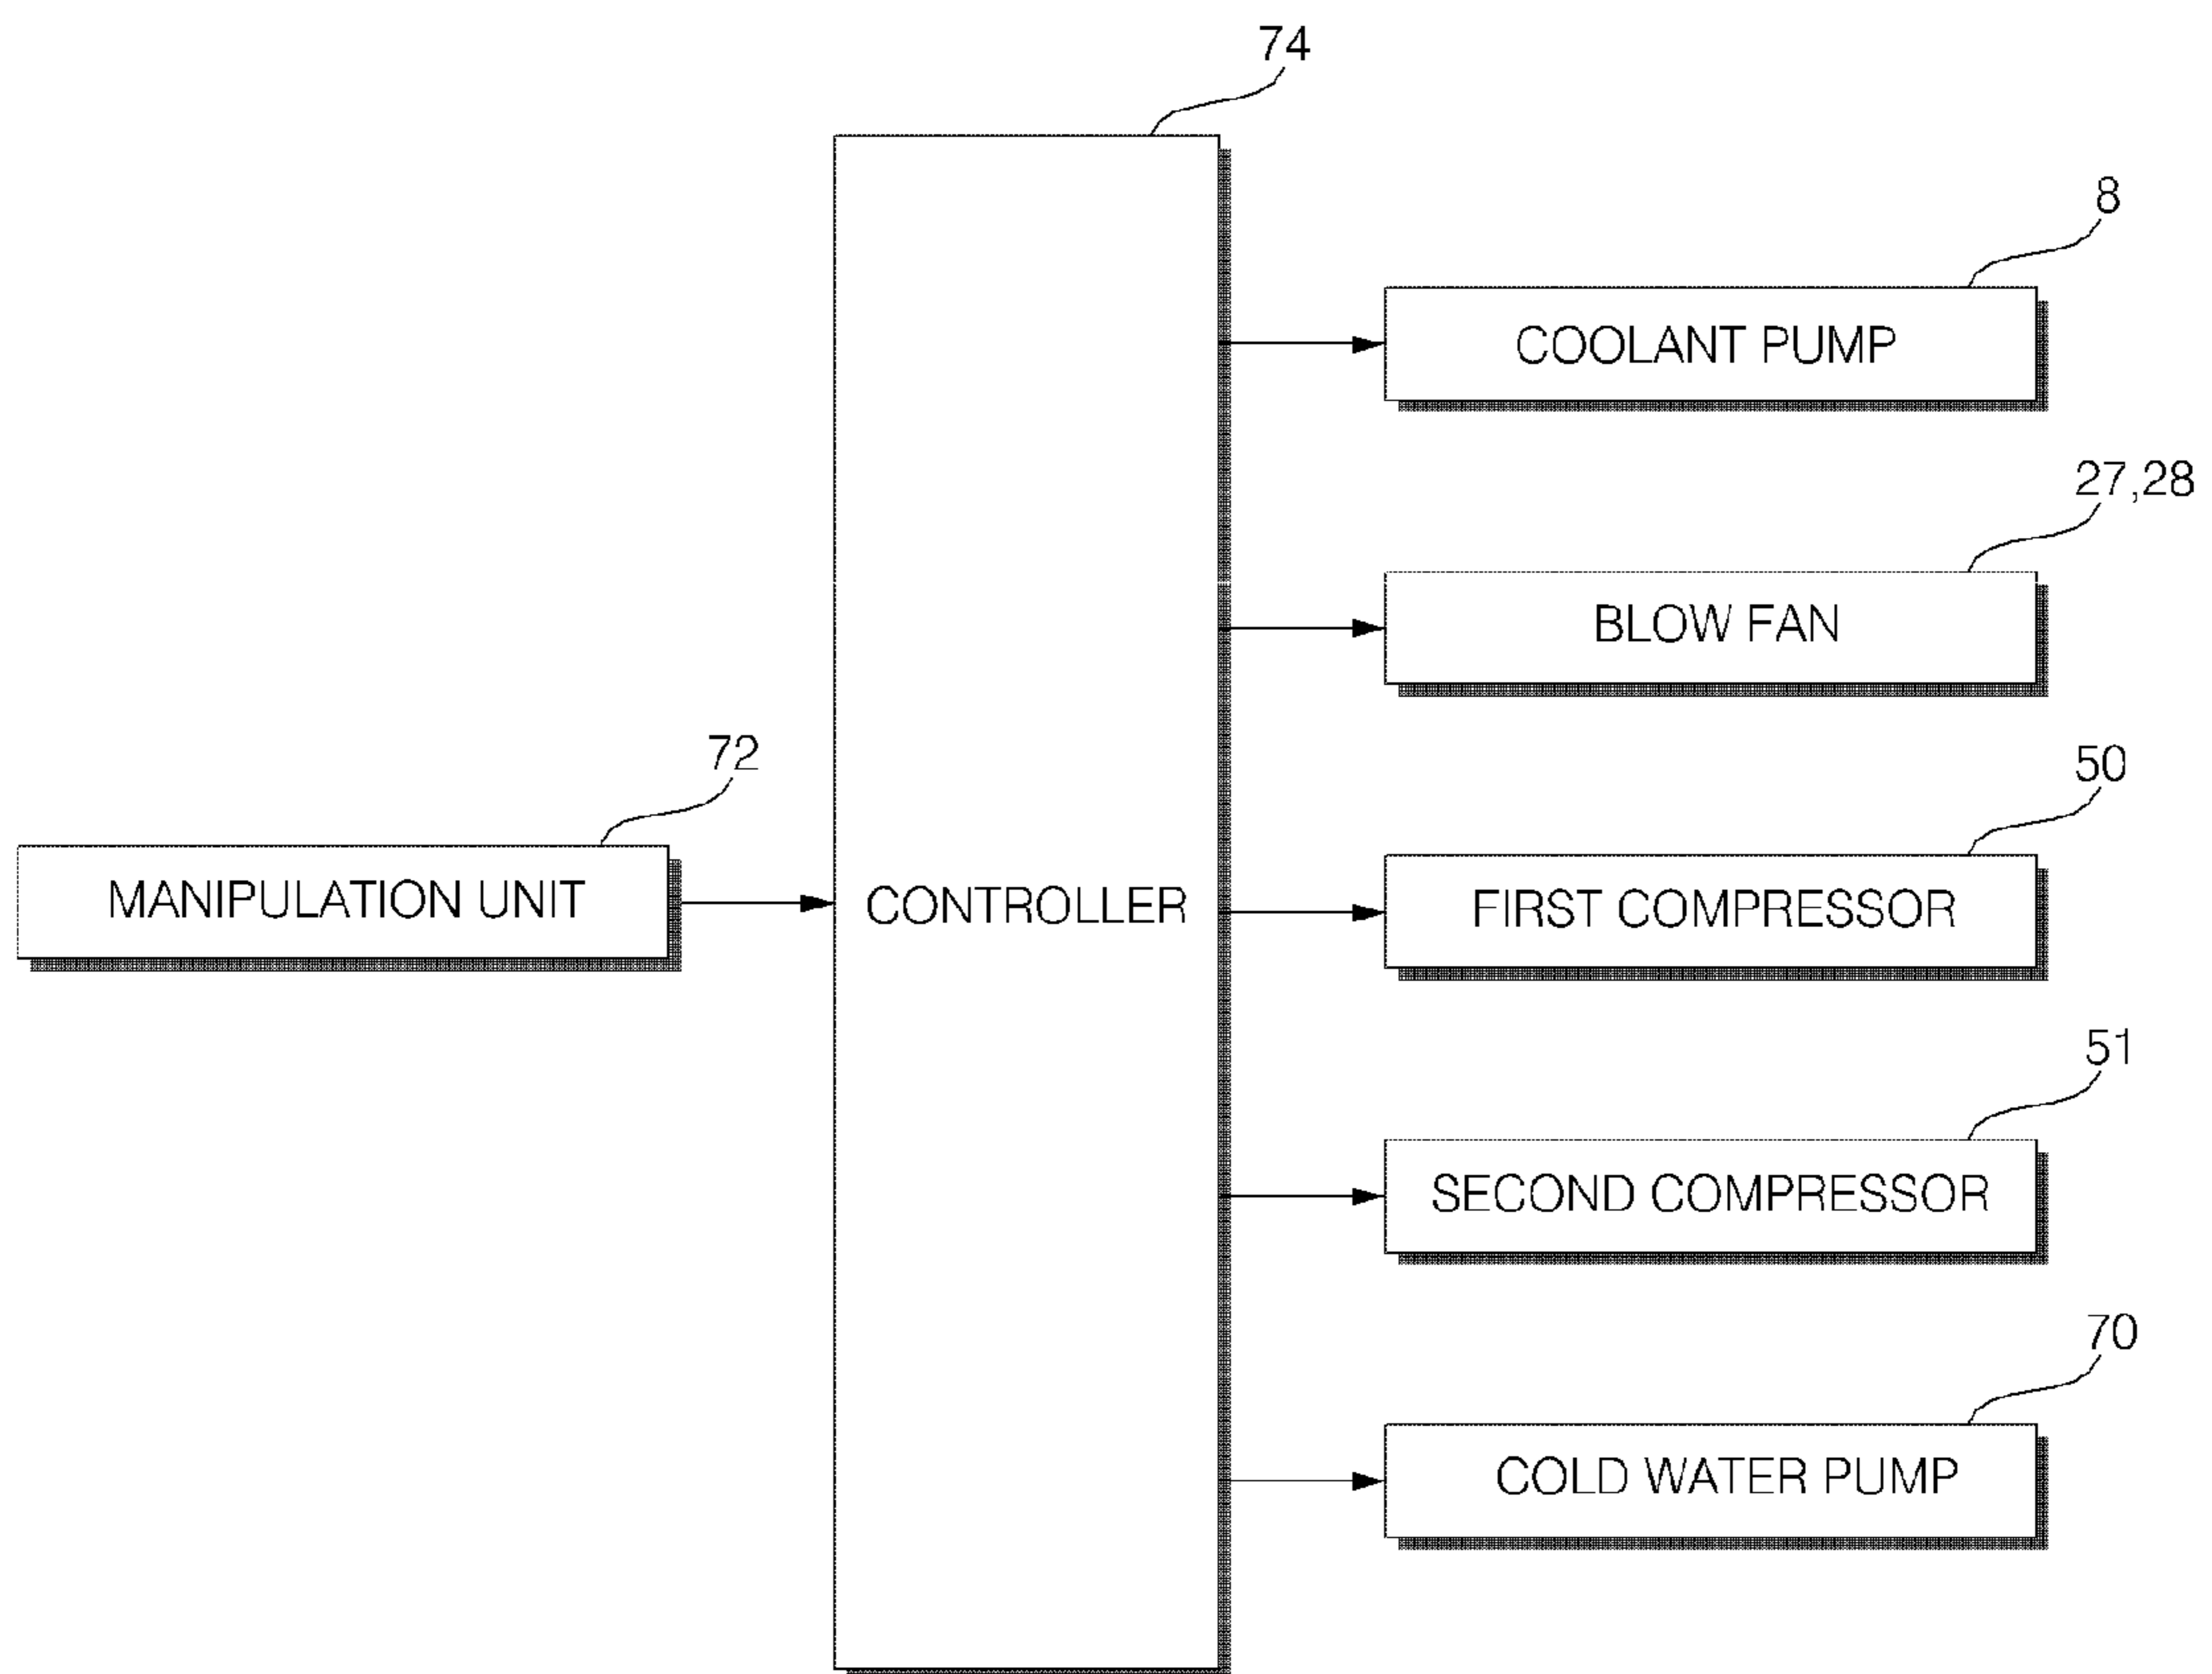 74
8
COOLANT PUMP
27,28
BLOW FAN
72
50
MANIPULATION UNIT
CONTROLLER
FIRST COMPRESSOR
51
SECOND COMPRESSOR
70
COLD WATER PUMP